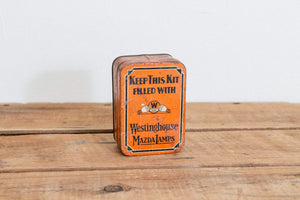 KEEP THIS KIT
FILLED WITH
W
Westinghouse
MAZDA LAMPS